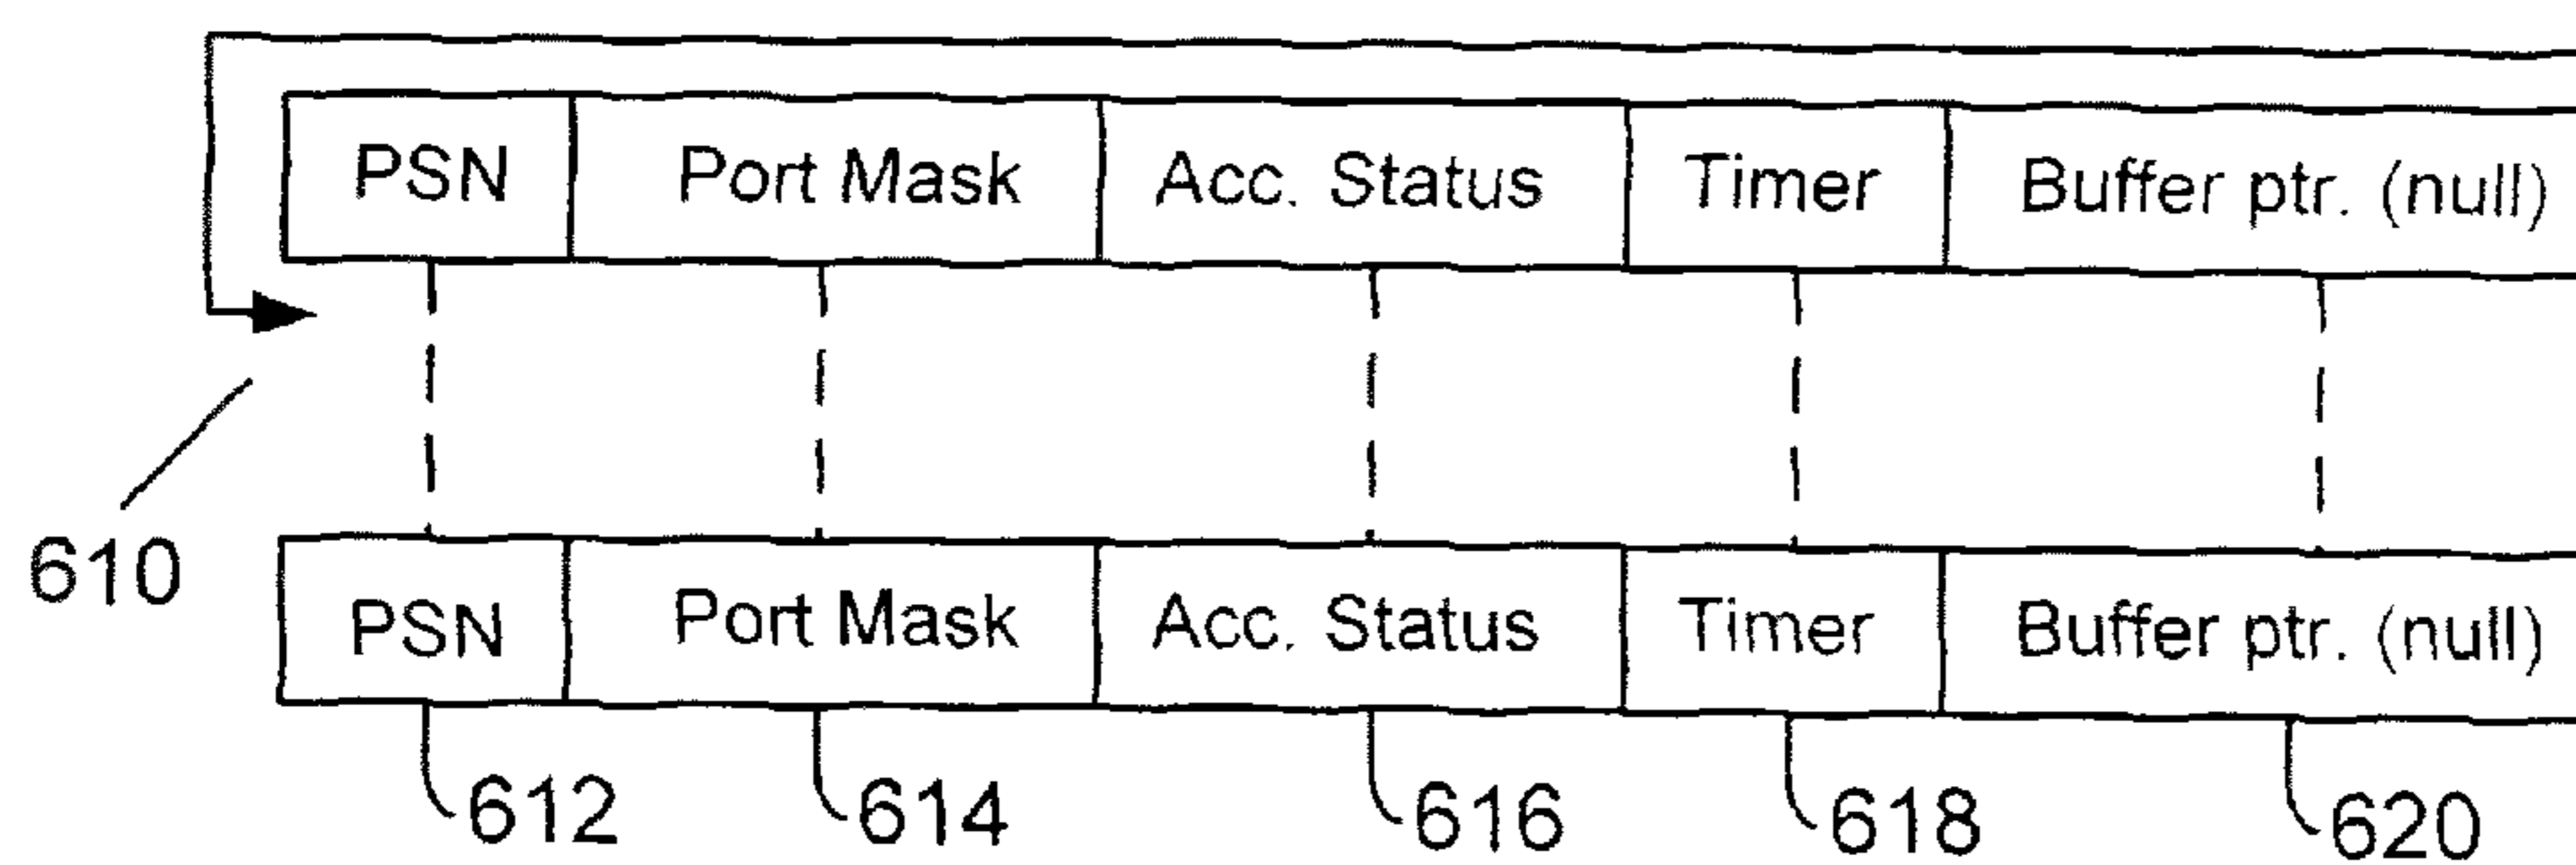 PSN Port Mask Acc. Status Timer Buffer ptr. (null)
610
PSN Port Mask Acc. Status Timer Buffer ptr. (null)
612 614 616 618 620